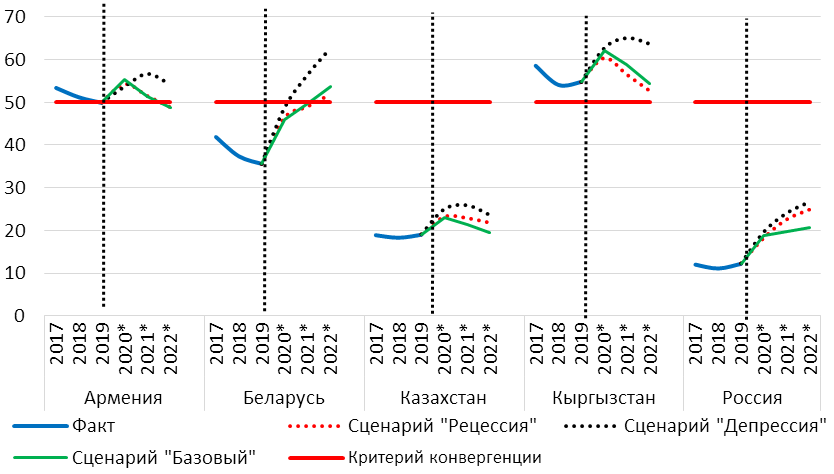 70
60
50
40
30
20
10
0
2017 2018 2019 2020* 2021* 2022* 2017 2018 2019 2020* 2021* 2022* 2017 2018 2019 2020* 2021* 2022* 2017 2018 2019 2020* 2021* 2022* 2017 2018 2019 2020* 2021* 2022*
Армения Беларусь Казахстан Кыргызстан Россия
Факт Сценарий "Рецессия" Сценарий "Депрессия"
Сценарий "Базовый" Критерий конвергенции